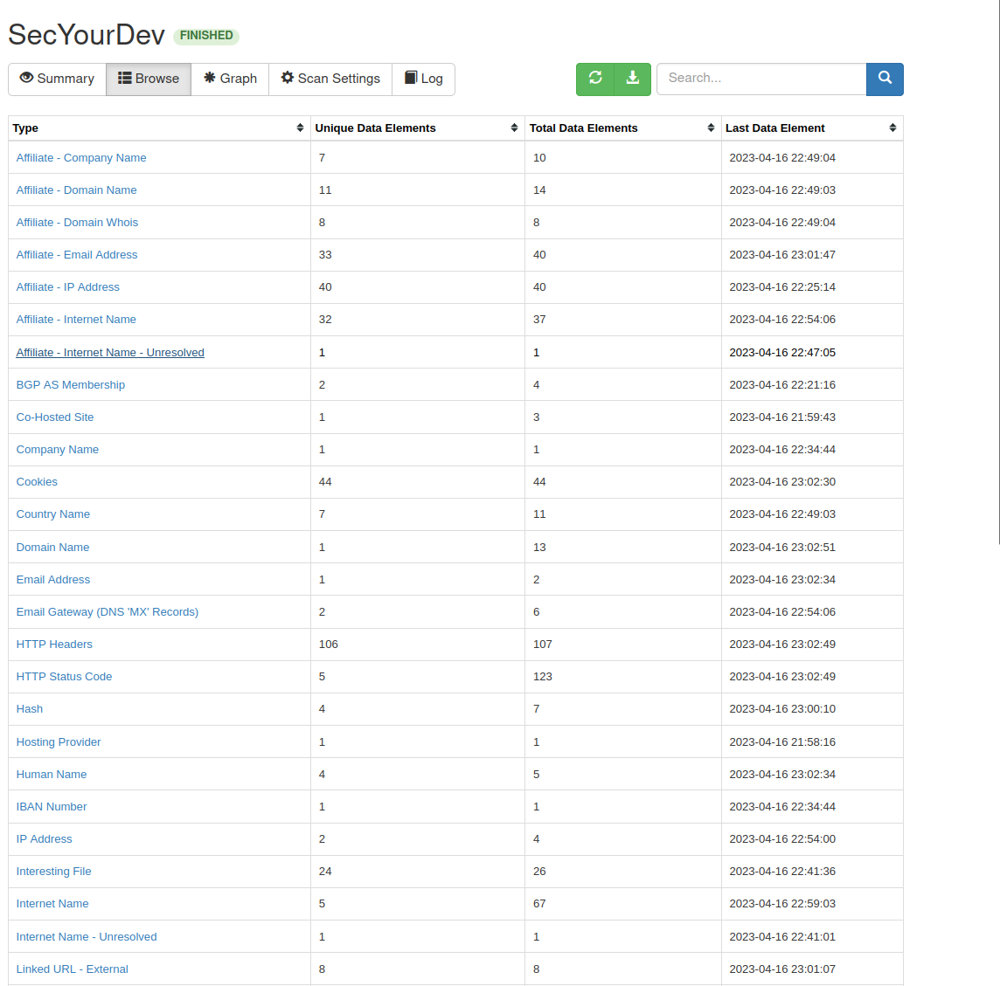 SecYourDev FINISHED
Summary Browse Graph Scan Settings Log Search...
Type Unique Data Elements Total Data Elements Last Data Element
Affiliate - Company Name 7 10 2023-04-16 22:49:04
Affiliate - Domain Name 11 14 2023-04-16 22:49:03
Affiliate - Domain Whois 8 8 2023-04-16 22:49:04
Affiliate - Email Address 33 40 2023-04-16 23:01:47
Affiliate - IP Address 40 40 2023-04-16 22:25:14
Affiliate - Internet Name 32 37 2023-04-16 22:54:06
Affiliate - Internet Name - Unresolved 1 1 2023-04-16 22:47:05
BGP AS Membership 2 4 2023-04-16 22:21:16
Co-Hosted Site 1 3 2023-04-16 21:59:43
Company Name 1 1 2023-04-16 22:34:44
Cookies 44 44 2023-04-16 23:02:30
Country Name 7 11 2023-04-16 22:49:03
Domain Name 1 13 2023-04-16 23:02:51
Email Address 1 2 2023-04-16 23:02:34
Email Gateway (DNS 'MX' Records) 2 6 2023-04-16 22:54:06
HTTP Headers 106 107 2023-04-16 23:02:49
HTTP Status Code 5 123 2023-04-16 23:02:49
Hash 4 7 2023-04-16 23:00:10
Hosting Provider 1 1 2023-04-16 21:58:16
Human Name 4 5 2023-04-16 23:02:34
IBAN Number 1 1 2023-04-16 22:34:44
IP Address 2 4 2023-04-16 22:54:00
Interesting File 24 26 2023-04-16 22:41:36
Internet Name 5 67 2023-04-16 22:59:03
Internet Name - Unresolved 1 1 2023-04-16 22:41:01
Linked URL - External 8 8 2023-04-16 23:01:07